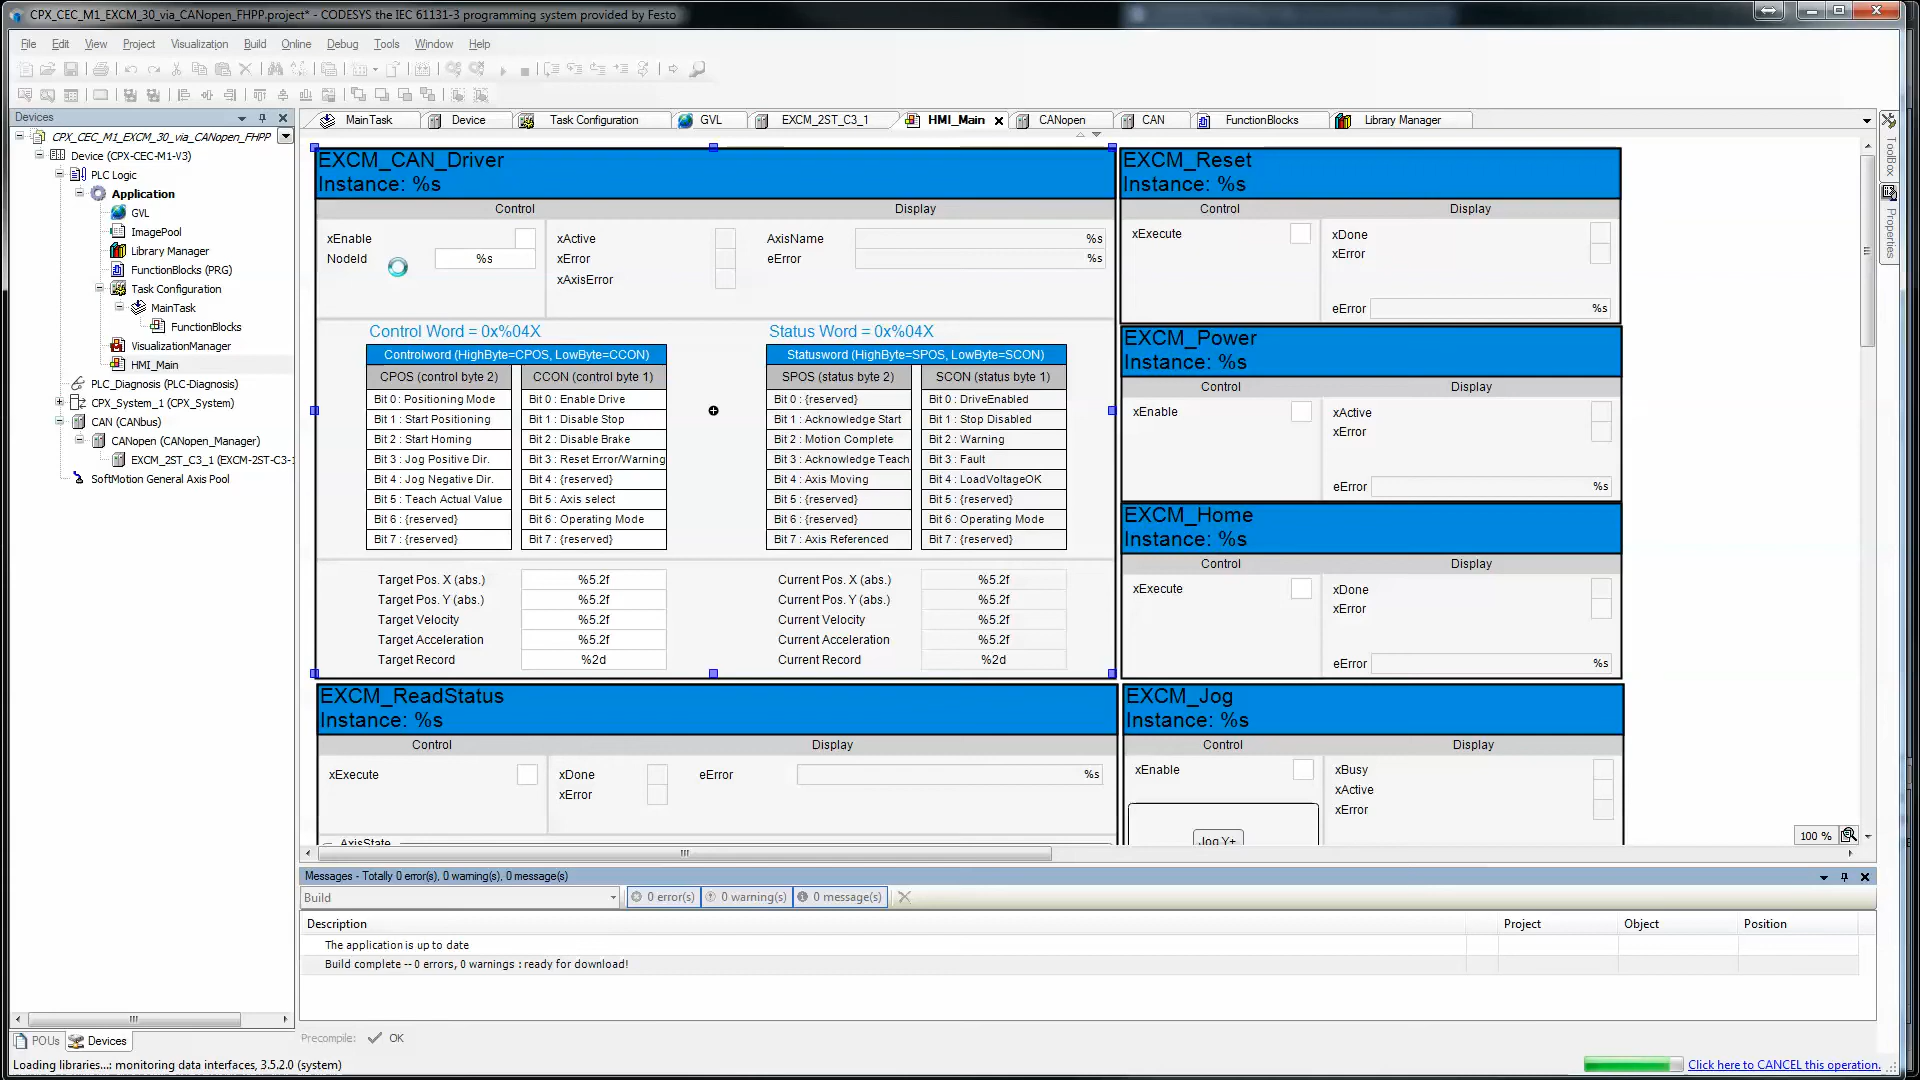 CPX_CEC_M1_EXCM_30_via_CANopen_FHPP.project* - CODESYS the IEC 61131-3 programming system provided by Festo
File Edit View Project Visualization Build Online Debug Tools Window Help
Devices
CPX_CEC_M1_EXCM_30_via_CANopen_FHPP
Device (CPX-CEC-M1-V3)
PLC Logic
Application
GVL
ImagePool
Library Manager
FunctionBlocks (PRG)
Task Configuration
MainTask
FunctionBlocks
VisualizationManager
HMI_Main
PLC_Diagnosis (PLC-Diagnosis)
CPX_System_1 (CPX_System)
CAN (CANbus)
CANopen (CANopen_Manager)
EXCM_2ST_C3_1 (EXCM-2ST-C3-1
SoftMotion General Axis Pool
POUs Devices
MainTask Device Task Configuration GVL EXCM_2ST_C3_1 HMI_Main CANopen CAN FunctionBlocks Library Manager
EXCM_CAN_Driver
Instance: %s
Control Display
xEnable xActive AxisName %s
NodeId %s xError eError %s
xAxisError
Control Word = 0x%04X Status Word = 0x%04X
Controlword (HighByte=CPOS, LowByte=CCON) Statusword (HighByte=SPOS, LowByte=SCON)
CPOS (control byte 2) CCON (control byte 1) SPOS (status byte 2) SCON (status byte 1)
Bit 0 : Positioning Mode Bit 0 : Enable Drive Bit 0 : {reserved} Bit 0 : DriveEnabled
Bit 1 : Start Positioning Bit 1 : Disable Stop Bit 1 : Acknowledge Start Bit 1 : Stop Disabled
Bit 2 : Start Homing Bit 2 : Disable Brake Bit 2 : Motion Complete Bit 2 : Warning
Bit 3 : Jog Positive Dir. Bit 3 : Reset Error/Warning Bit 3 : Acknowledge Teach Bit 3 : Fault
Bit 4 : Jog Negative Dir. Bit 4 : {reserved} Bit 4 : Axis Moving Bit 4 : LoadVoltageOK
Bit 5 : Teach Actual Value Bit 5 : Axis select Bit 5 : {reserved} Bit 5 : {reserved}
Bit 6 : {reserved} Bit 6 : Operating Mode Bit 6 : {reserved} Bit 6 : Operating Mode
Bit 7 : {reserved} Bit 7 : {reserved} Bit 7 : Axis Referenced Bit 7 : {reserved}
Target Pos. X (abs.) %5.2f Current Pos. X (abs.) %5.2f
Target Pos. Y (abs.) %5.2f Current Pos. Y (abs.) %5.2f
Target Velocity %5.2f Current Velocity %5.2f
Target Acceleration %5.2f Current Acceleration %5.2f
Target Record %2d Current Record %2d
EXCM_Reset
Instance: %s
Control Display
xExecute xDone
xError
eError %s
EXCM_Power
Instance: %s
Control Display
xEnable xActive
xError
eError %s
EXCM_Home
Instance: %s
Control Display
xExecute xDone
xError
eError %s
EXCM_ReadStatus
Instance: %s
Control Display
xExecute xDone eError %s
xError
AxisState
EXCM_Jog
Instance: %s
Control Display
xEnable xBusy
xActive
xError
Jog Y+
100 %
ToolBox
Properties
Messages - Totally 0 error(s), 0 warning(s), 0 message(s)
Build 0 error(s) 0 warning(s) 0 message(s)
Description Project Object Position
The application is up to date
Build complete -- 0 errors, 0 warnings : ready for download!
Precompile: OK
Loading libraries...: monitoring data interfaces, 3.5.2.0 (system) Click here to CANCEL this operation.